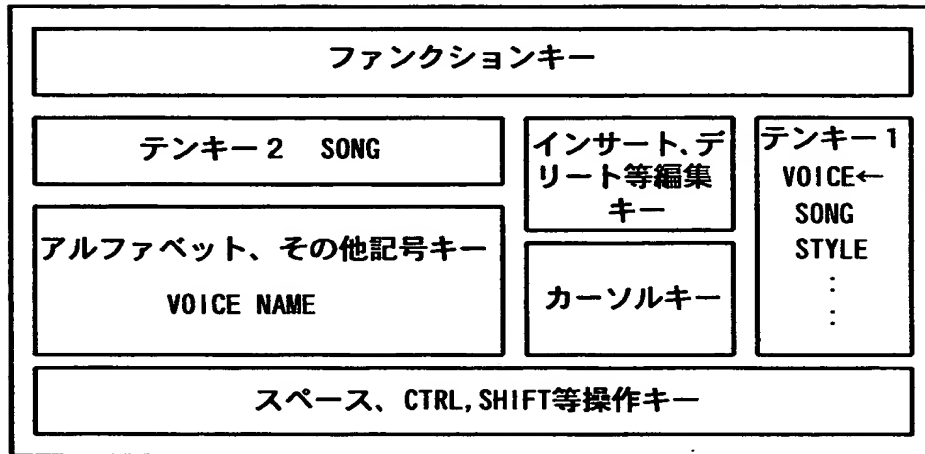 ファンクションキー
テンキー2 SONG
インサート、デ
リート等編集
キー
テンキー1
VOICE←
SONG
STYLE
:
:
アルファベット、その他記号キー
VOICE NAME
カーソルキー
スペース、CTRL,SHIFT等操作キー